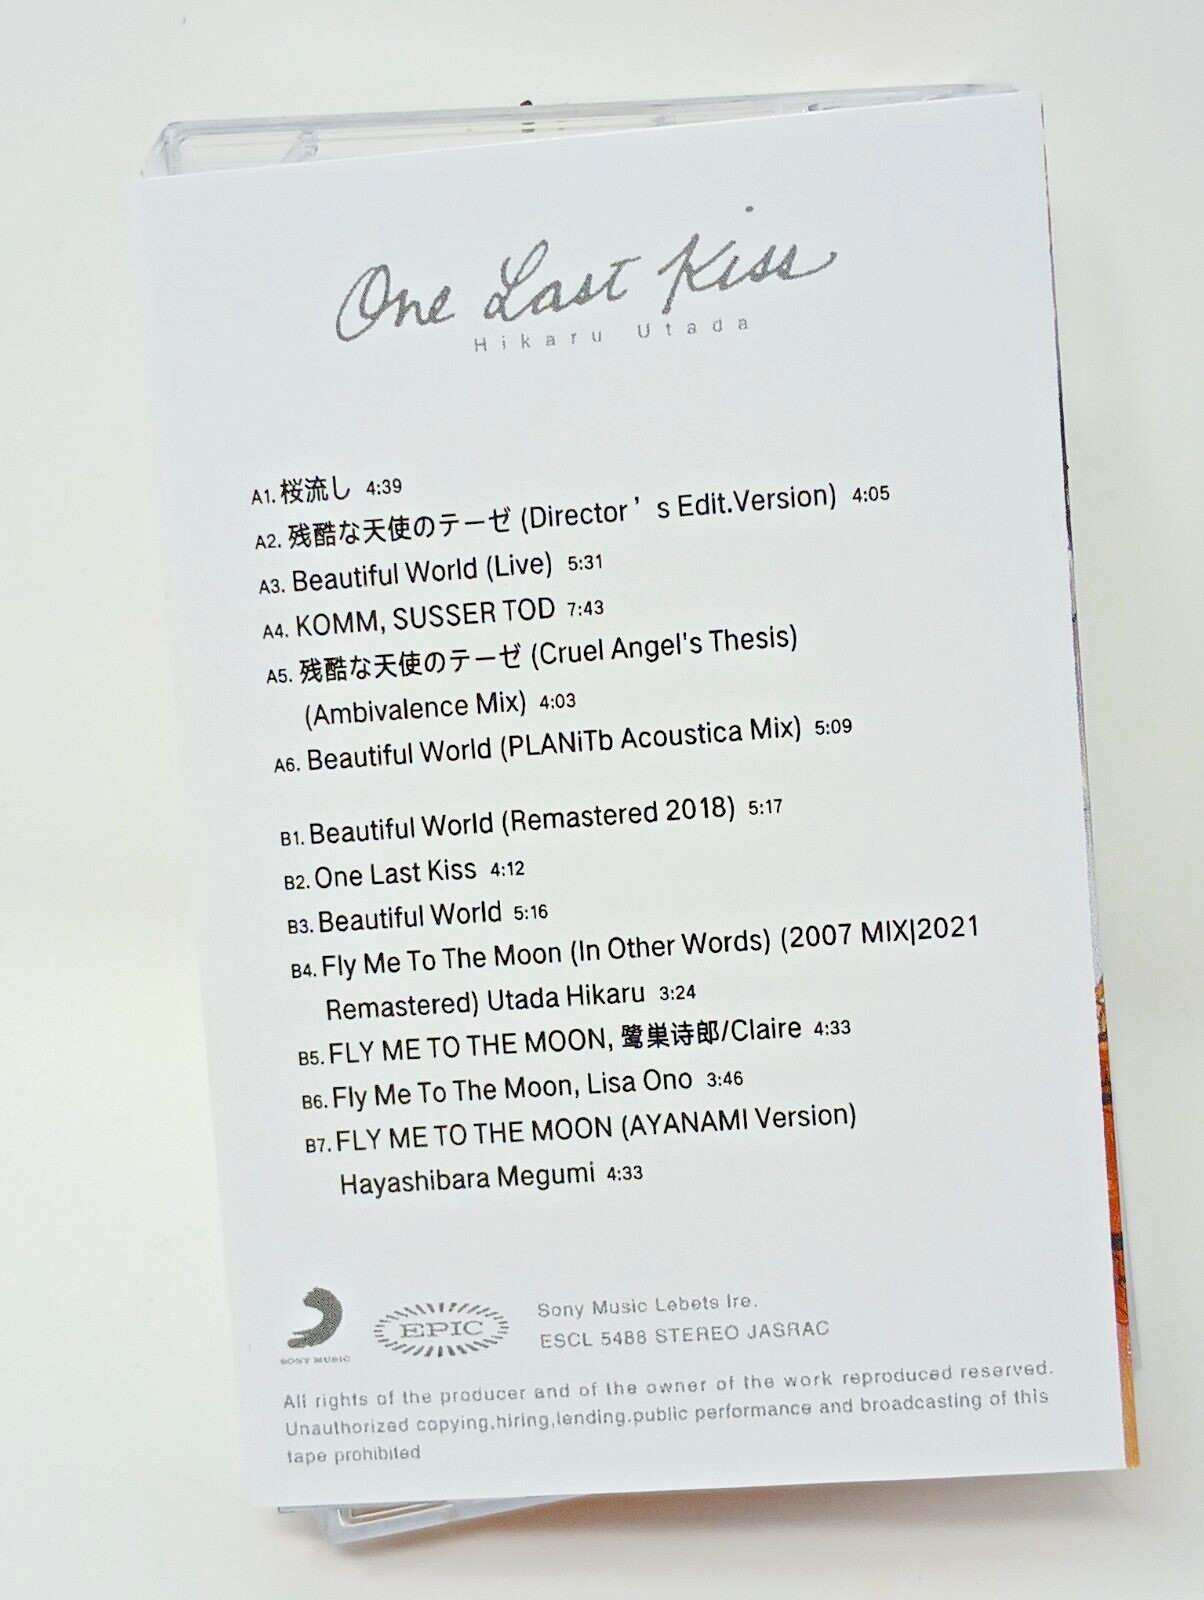 One Last Kiss
Hikaru Utada
A1. 桜流し 4:39
A2. 残酷な天使のテーゼ (Director’s Edit.Version) 4:05
A3. Beautiful World (Live) 5:31
A4. KOMM, SUSSER TOD 7:43
A5. 残酷な天使のテーゼ (Cruel Angel's Thesis)
(Ambivalence Mix) 4:03
A6. Beautiful World (PLANiTb Acoustica Mix) 5:09
B1. Beautiful World (Remastered 2018) 5:17
B2. One Last Kiss 4:12
B3. Beautiful World 5:16
B4. Fly Me To The Moon (In Other Words) (2007 MIX|2021
Remastered) Utada Hikaru 3:24
B5. FLY ME TO THE MOON, 鹭巣诗郎/Claire 4:33
B6. Fly Me To The Moon, Lisa Ono 3:46
B7. FLY ME TO THE MOON (AYANAMI Version)
Hayashibara Megumi 4:33
SONY MUSIC
EPIC
Sony Music Lebets Ire.
ESCL 5488 STEREO JASRAC
All rights of the producer and of the owner of the work reproduced reserved.
Unauthorized copying,hiring,lending,public performance and broadcasting of this
tape prohibited